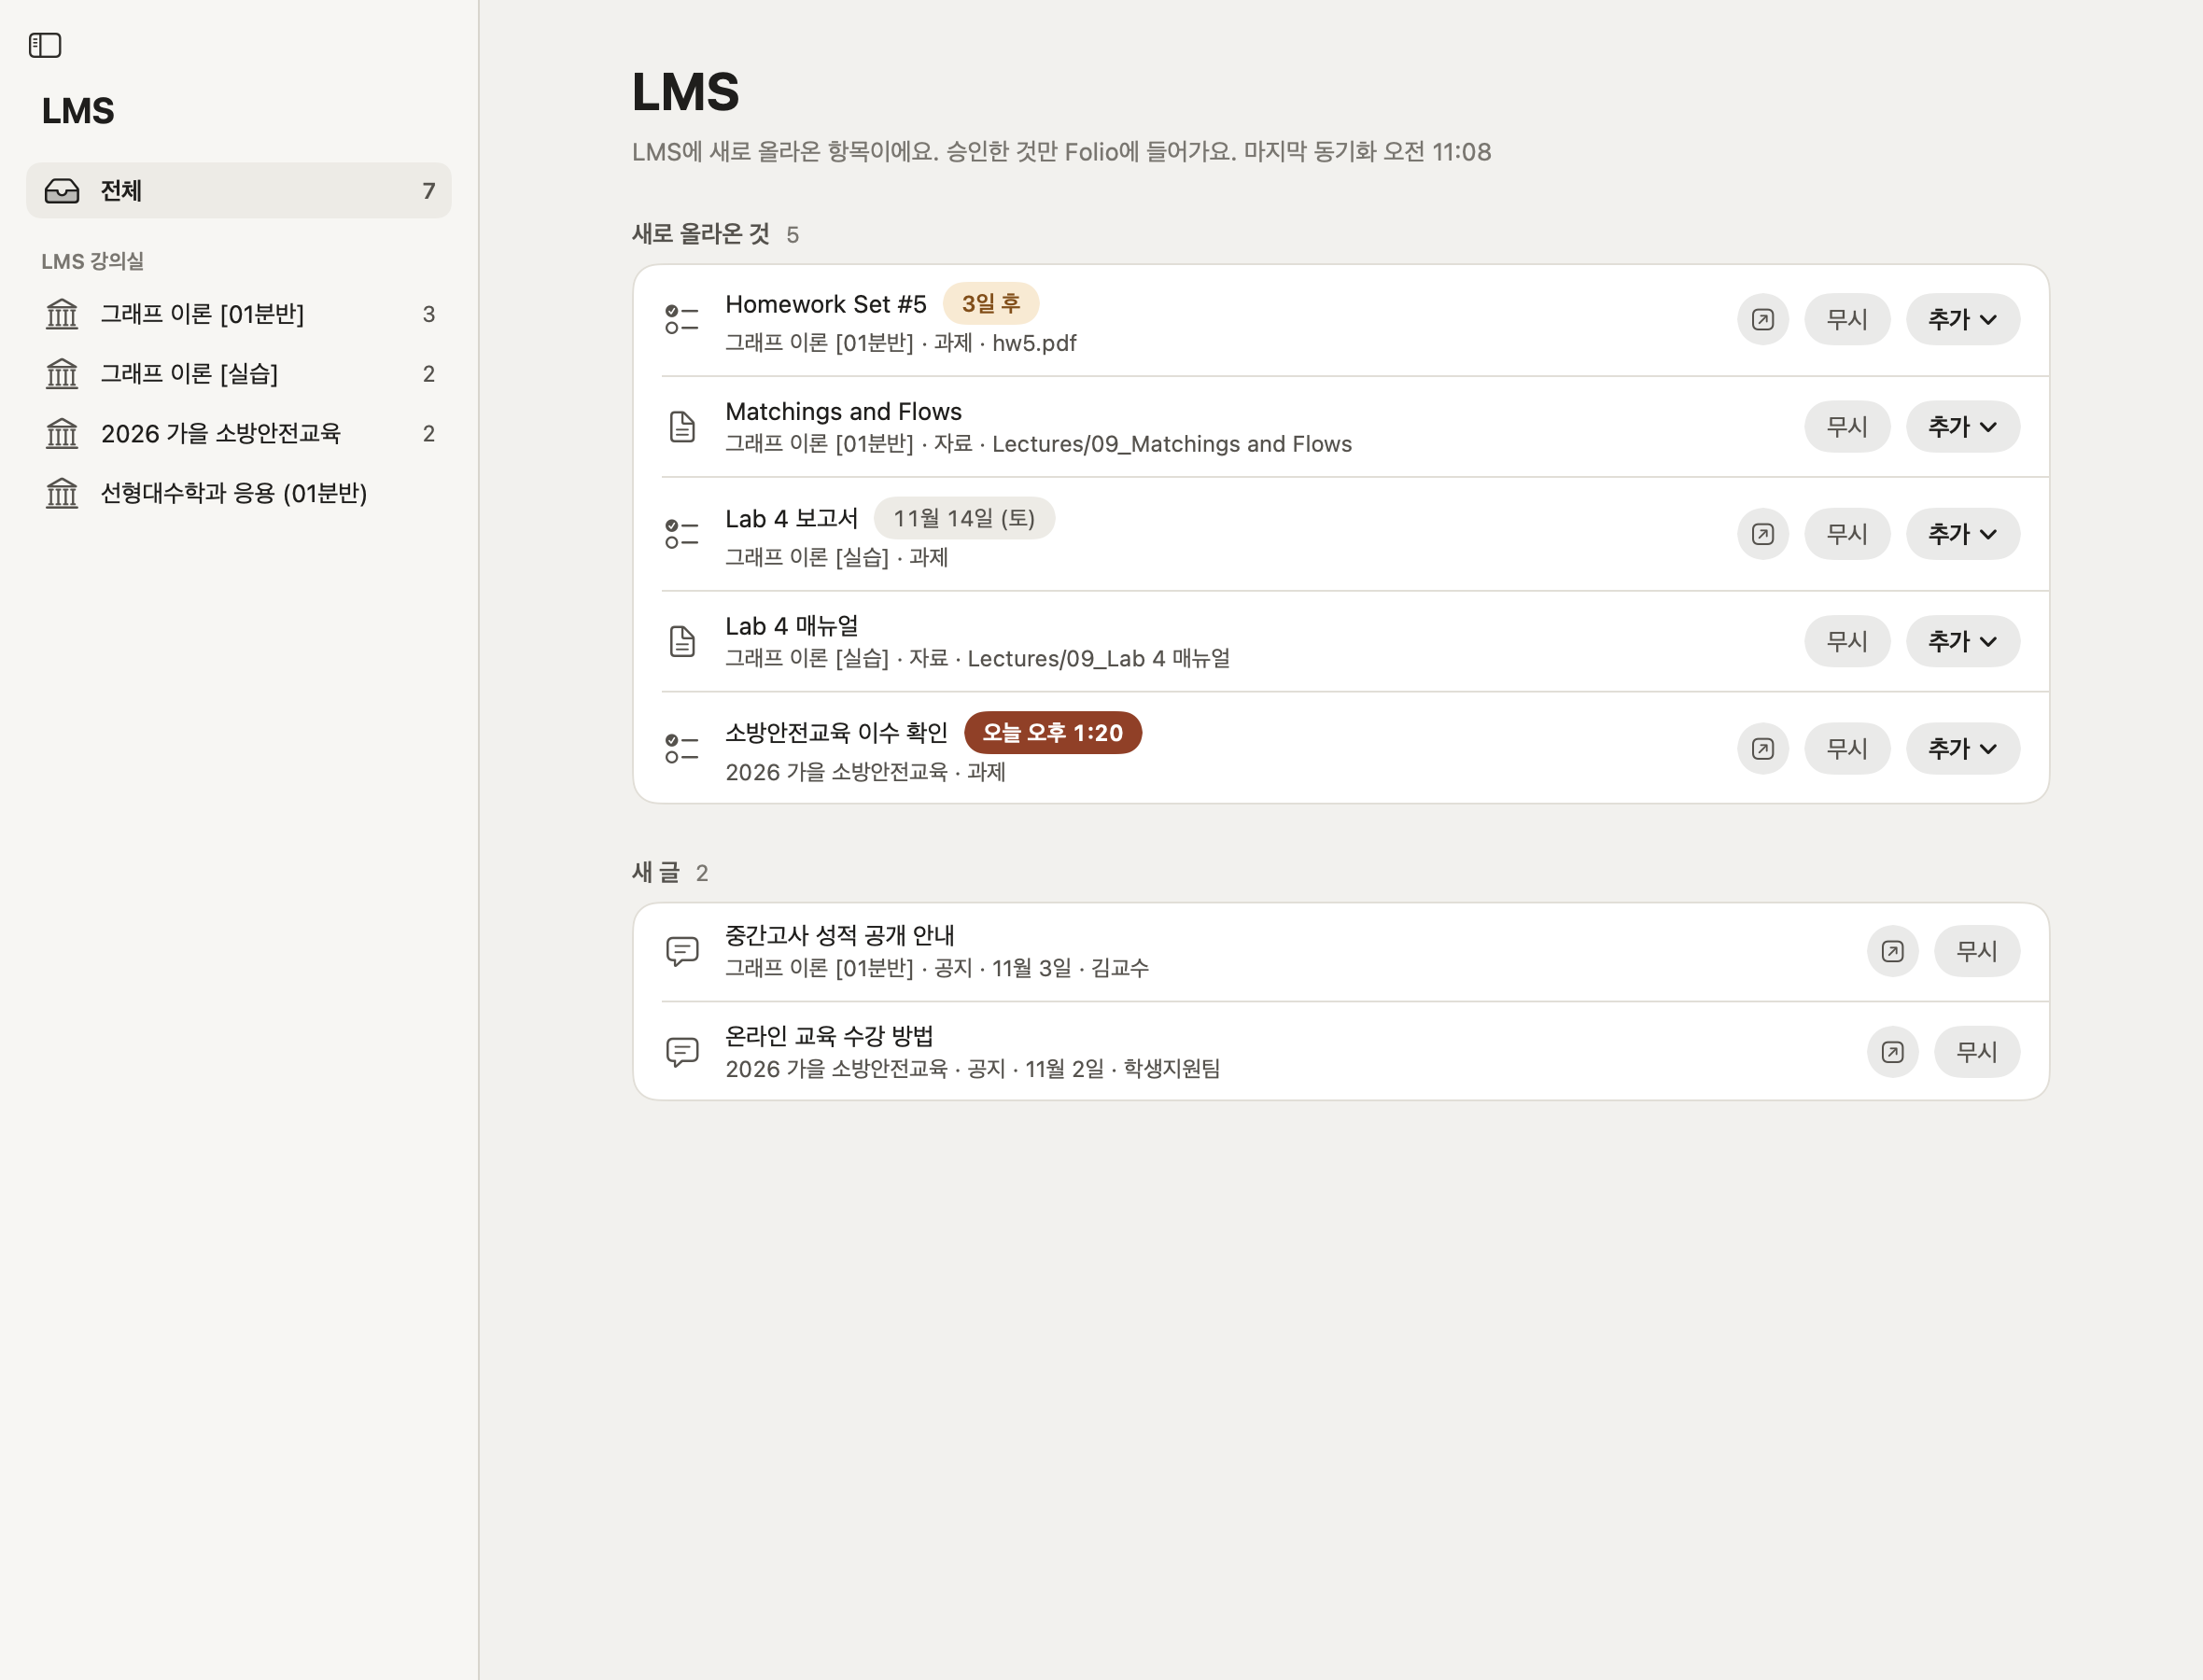 LMS
전체 7
LMS 강의실
그래프 이론 [01분반] 3
그래프 이론 [실습] 2
2026 가을 소방안전교육 2
선형대수학과 응용 (01분반)
LMS
LMS에 새로 올라온 항목이에요. 승인한 것만 Folio에 들어가요. 마지막 동기화 오전 11:08
새로 올라온 것 5
Homework Set #5 3일 후
그래프 이론 [01분반] · 과제 · hw5.pdf
무시 추가
Matchings and Flows
그래프 이론 [01분반] · 자료 · Lectures/09_Matchings and Flows
무시 추가
Lab 4 보고서 11월 14일 (토)
그래프 이론 [실습] · 과제
무시 추가
Lab 4 매뉴얼
그래프 이론 [실습] · 자료 · Lectures/09_Lab 4 매뉴얼
무시 추가
소방안전교육 이수 확인 오늘 오후 1:20
2026 가을 소방안전교육 · 과제
무시 추가
새 글 2
중간고사 성적 공개 안내
그래프 이론 [01분반] · 공지 · 11월 3일 · 김교수
무시
온라인 교육 수강 방법
2026 가을 소방안전교육 · 공지 · 11월 2일 · 학생지원팀
무시